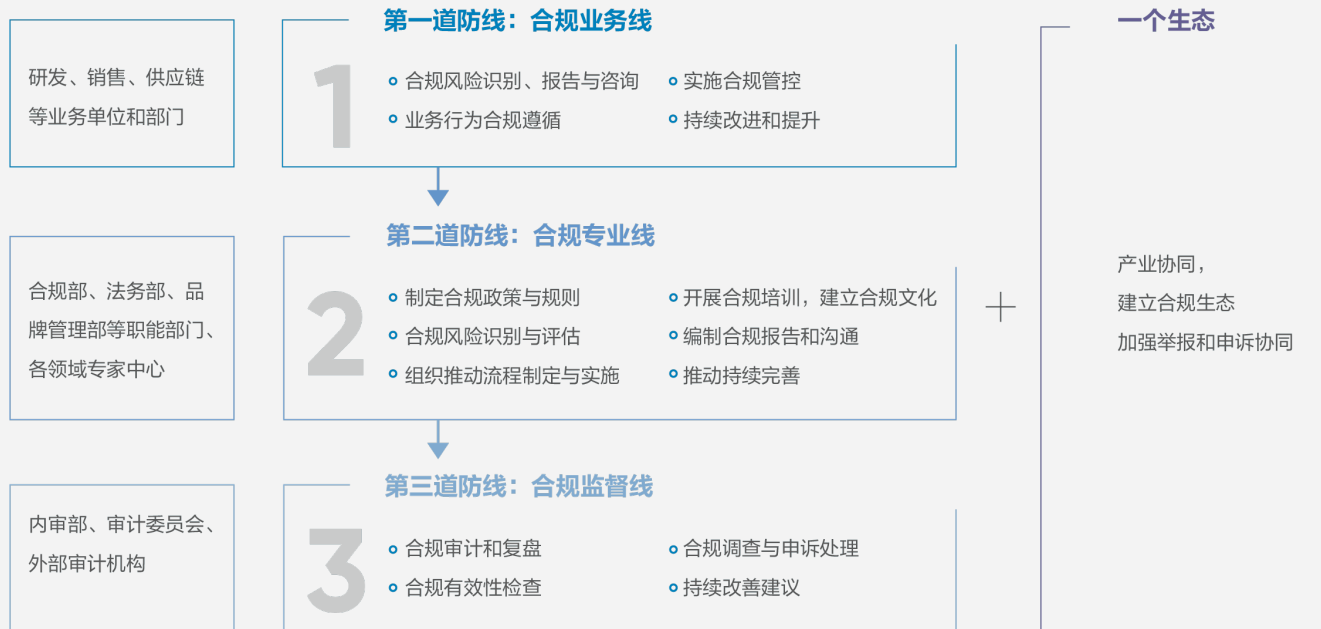 第一道防线：合规业务线
一个生态
研发、销售、供应链
等业务单位和部门
1
合规风险识别、报告与咨询
实施合规管控
业务行为合规遵循
持续改进和提升
第二道防线：合规专业线
合规部、法务部、品
牌管理部等职能部门、
各领域专家中心
2
制定合规政策与规则
开展合规培训，建立合规文化
合规风险识别与评估
编制合规报告和沟通
组织推动流程制定与实施
推动持续完善
+
产业协同，
建立合规生态
加强举报和申诉协同
第三道防线：合规监督线
内审部、审计委员会、
外部审计机构
3
合规审计和复盘
合规调查与申诉处理
合规有效性检查
持续改善建议